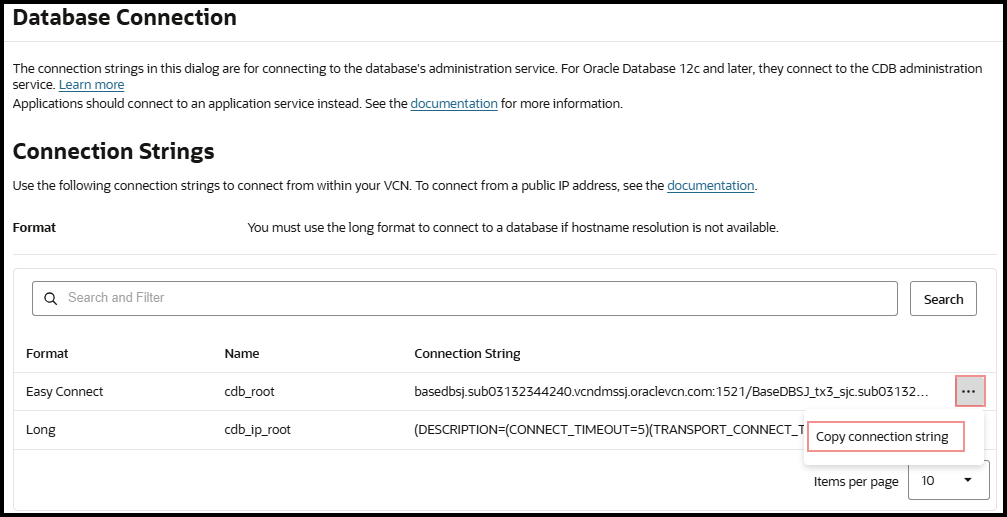 Database Connection
The connection strings in this dialog are for connecting to the database's administration service. For Oracle Database 12c and later, they connect to the CDB administration
service. Learn more
Applications should connect to an application service instead. See the documentation for more information.
Connection Strings
Use the following connection strings to connect from within your VCN. To connect from a public IP address, see the documentation.
Format You must use the long format to connect to a database if hostname resolution is not available.
Search and Filter Search
Format Name Connection String
Easy Connect cdb_root basedbsj.sub03132344240.vcndmssj.oraclevcn.com:1521/BaseDBSJ_tx3_sjc.sub03132... ...
Long cdb_ip_root (DESCRIPTION=(CONNECT_TIMEOUT=5)(TRANSPORT_CONNECT_T
Copy connection string
Items per page 10